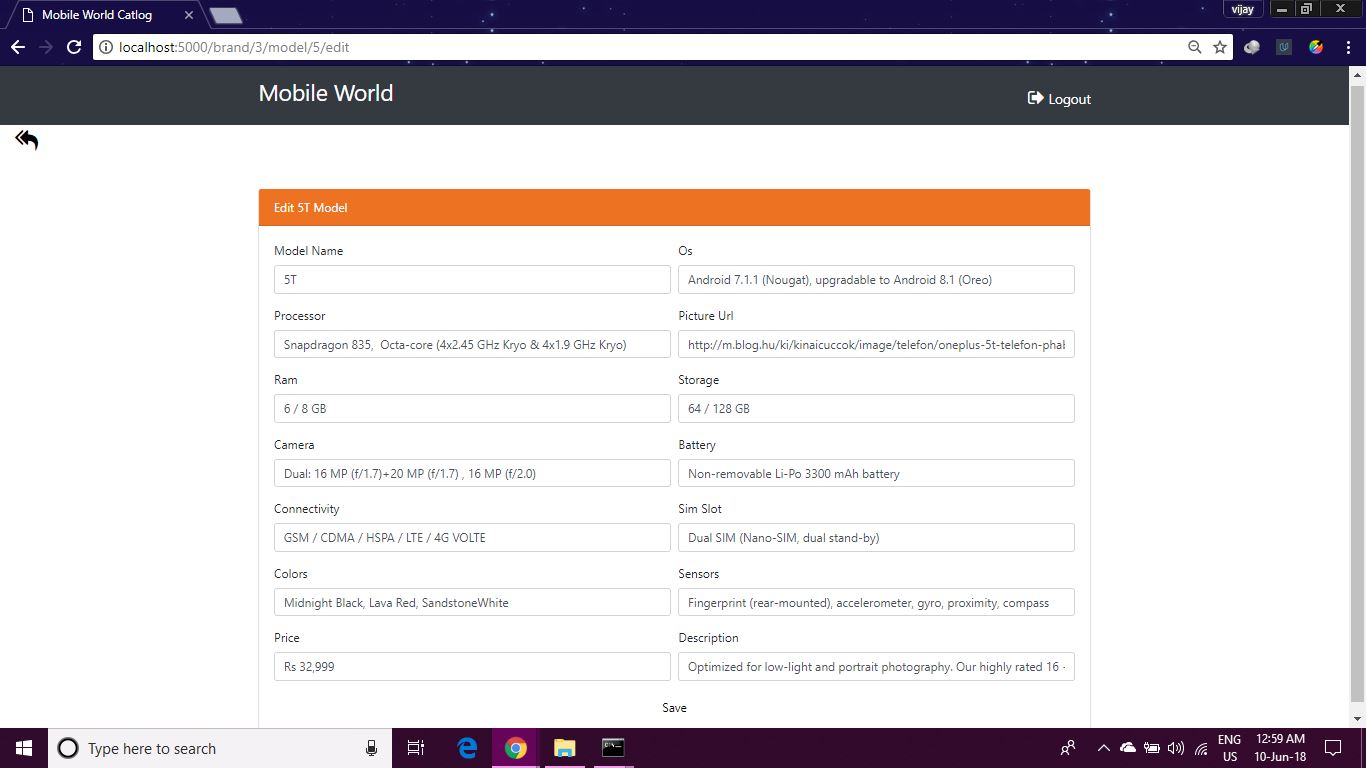 Mobile World Catlog
vijay
localhost:5000/brand/3/model/5/edit
Mobile World
Logout
Edit 5T Model
Model Name
Os
5T
Android 7.1.1 (Nougat), upgradable to Android 8.1 (Oreo)
Processor
Picture Url
Snapdragon 835,  Octa-core (4x2.45 GHz Kryo & 4x1.9 GHz Kryo)
http://m.blog.hu/ki/kinaicuccok/image/telefon/oneplus-5t-telefon-phab
Ram
Storage
6 / 8 GB
64 / 128 GB
Camera
Battery
Dual: 16 MP (f/1.7)+20 MP (f/1.7) , 16 MP (f/2.0)
Non-removable Li-Po 3300 mAh battery
Connectivity
Sim Slot
GSM / CDMA / HSPA / LTE / 4G VOLTE
Dual SIM (Nano-SIM, dual stand-by)
Colors
Sensors
Midnight Black, Lava Red, SandstoneWhite
Fingerprint (rear-mounted), accelerometer, gyro, proximity, compass
Price
Description
Rs 32,999
Optimized for low-light and portrait photography. Our highly rated 16 -
Save
Type here to search
ENG
US
12:59 AM
10-Jun-18